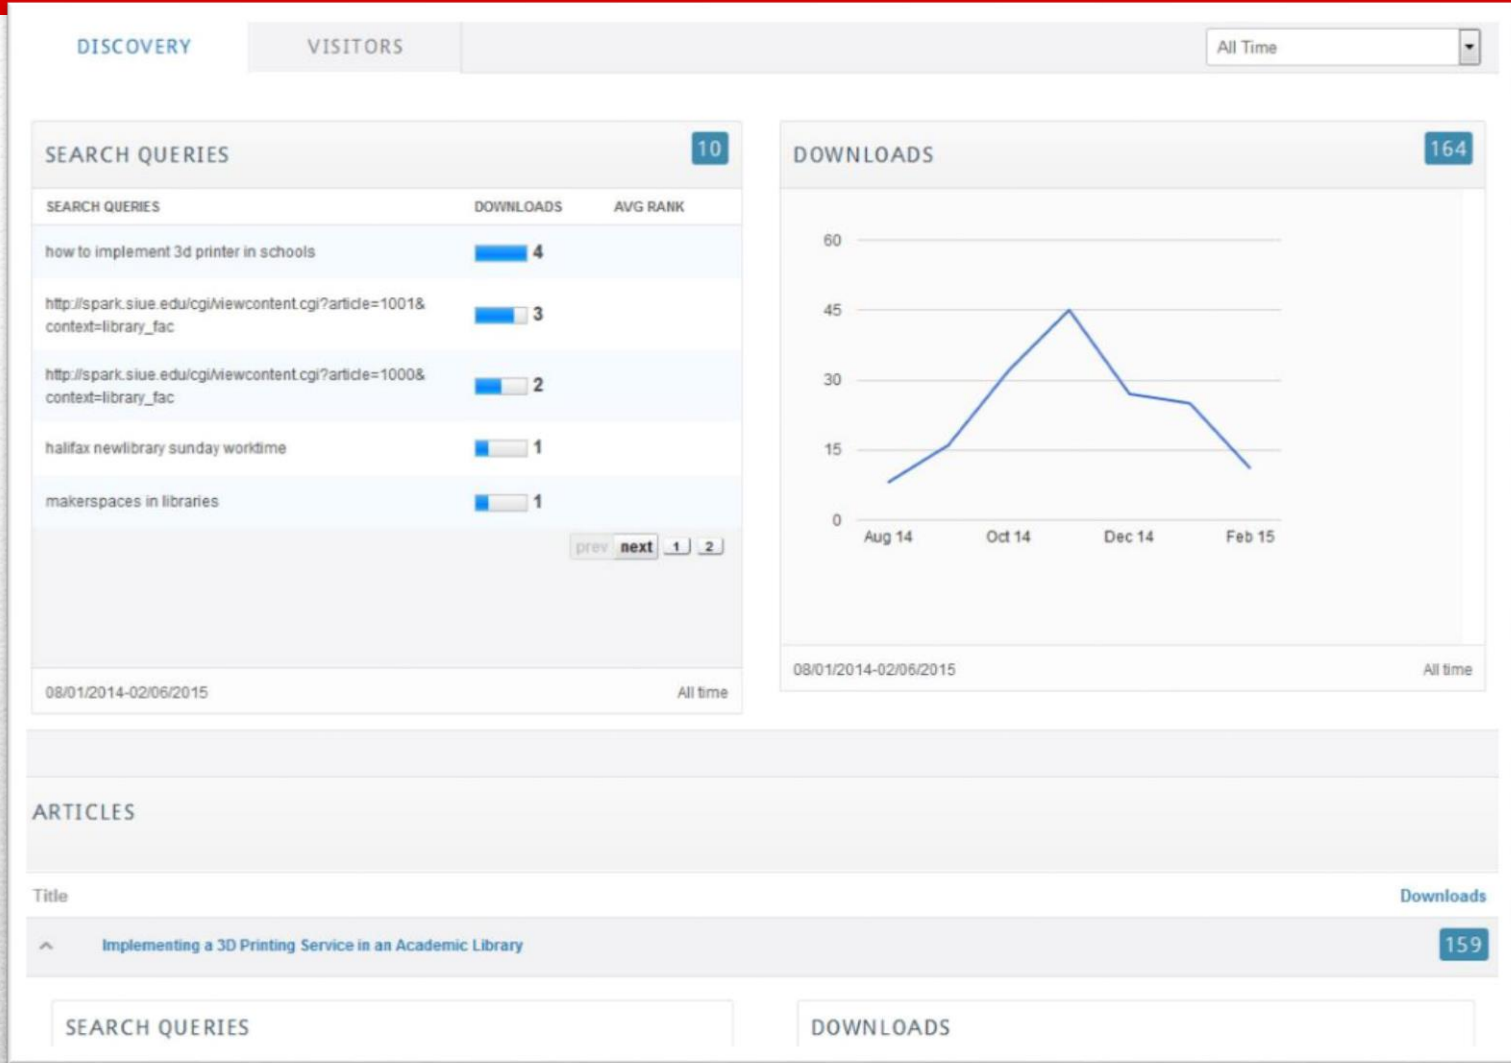 DISCOVERY
VISITORS
All Time
SEARCH QUERIES
10
SEARCH QUERIES DOWNLOADS AVG RANK
how to implement 3d printer in schools 4
http://spark.siue.edu/cgi/viewcontent.cgi?article=1001&
context=library_fac
3
http://spark.siue.edu/cgi/viewcontent.cgi?article=1000&
context=library_fac
2
halifax newlibrary sunday worktime 1
makerspaces in libraries 1
prev next 1 2
08/01/2014-02/06/2015 All time
DOWNLOADS
164
60
45
30
15
0
Aug 14 Oct 14 Dec 14 Feb 15
08/01/2014-02/06/2015 All time
ARTICLES
Title Downloads
Implementing a 3D Printing Service in an Academic Library 159
SEARCH QUERIES
DOWNLOADS